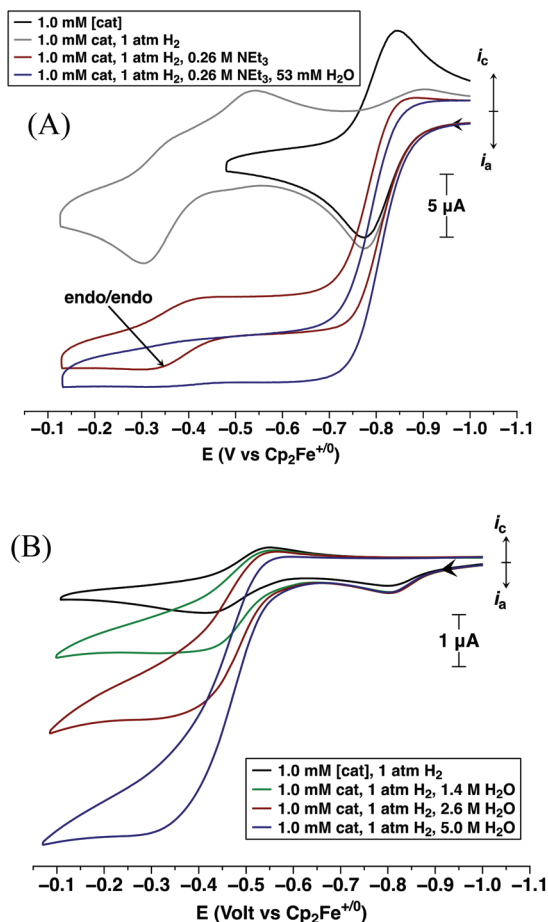 1.0 mM [cat]
1.0 mM cat, 1 atm H₂
1.0 mM cat, 1 atm H₂, 0.26 M NEt₃
1.0 mM cat, 1 atm H₂, 0.26 M NEt₃, 53 mM H₂O
(A)
i_c
i_a
5 µA
endo/endo
−0.1 −0.2 −0.3 −0.4 −0.5 −0.6 −0.7 −0.8 −0.9 −1.0 −1.1
E (V vs Cp₂Fe⁺/⁰)
(B)
i_c
i_a
1 µA
1.0 mM [cat], 1 atm H₂
1.0 mM cat, 1 atm H₂, 1.4 M H₂O
1.0 mM cat, 1 atm H₂, 2.6 M H₂O
1.0 mM cat, 1 atm H₂, 5.0 M H₂O
−0.1 −0.2 −0.3 −0.4 −0.5 −0.6 −0.7 −0.8 −0.9 −1.0 −1.1
E (Volt vs Cp₂Fe⁺/⁰)